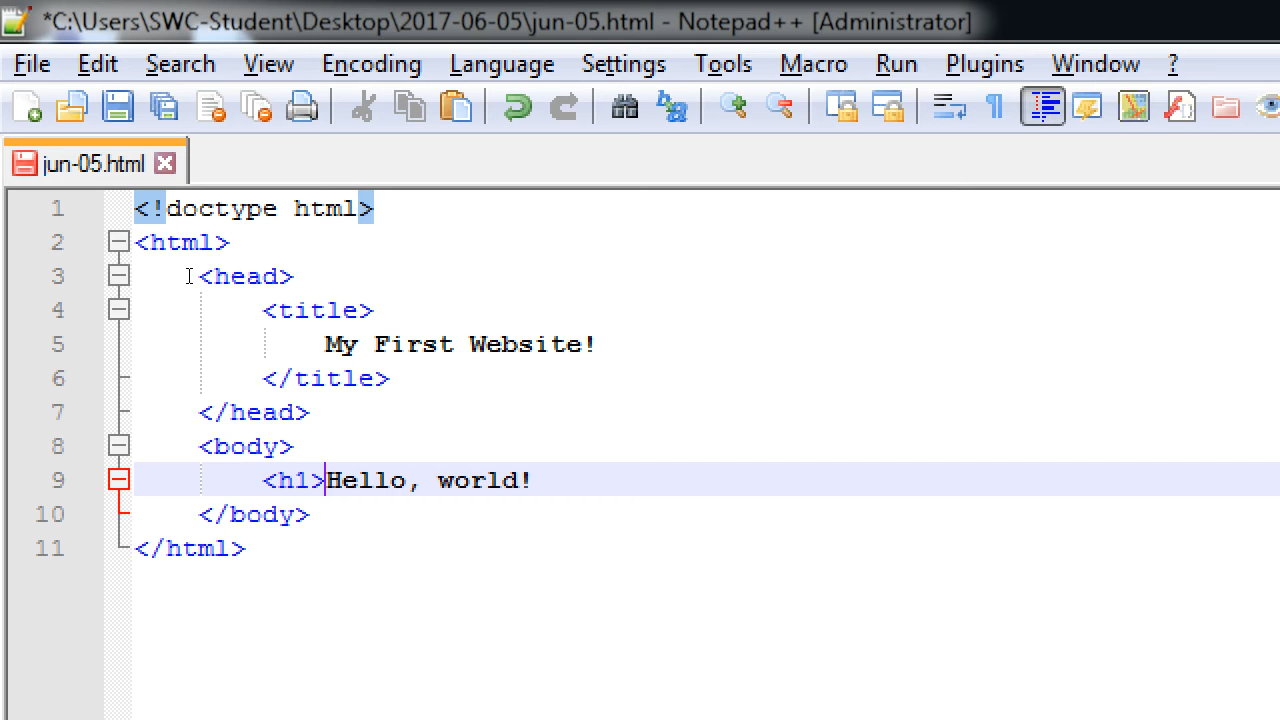 *C:\Users\SWC-Student\Desktop\2017-06-05\jun-05.html - Notepad++ [Administrator]
File Edit Search View Encoding Language Settings Tools Macro Run Plugins Window ?
jun-05.html
1 <!doctype html>
2 <html>
3 <head>
4 <title>
5 My First Website!
6 </title>
7 </head>
8 <body>
9 <h1>Hello, world!
10 </body>
11 </html>